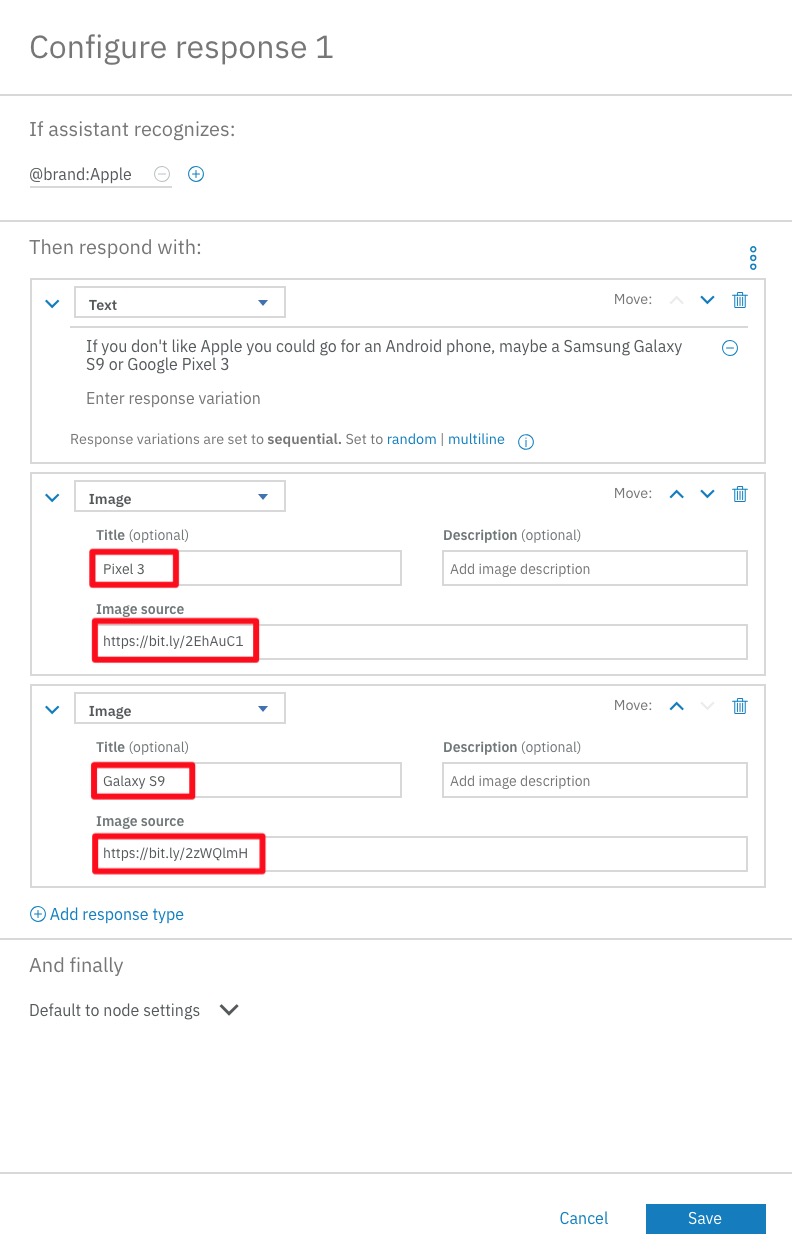 Configure response 1
If assistant recognizes:
@brand:Apple
Then respond with:
Text
Move:
If you don't like Apple you could go for an Android phone, maybe a Samsung Galaxy
S9 or Google Pixel 3
Enter response variation
Response variations are set to sequential. Set to random | multiline
Image
Move:
Title (optional)
Description (optional)
Pixel 3
Add image description
Image source
https://bit.ly/2EhAuC1
Image
Move:
Title (optional)
Description (optional)
Galaxy S9
Add image description
Image source
https://bit.ly/2zWQlmH
Add response type
And finally
Default to node settings
Cancel
Save